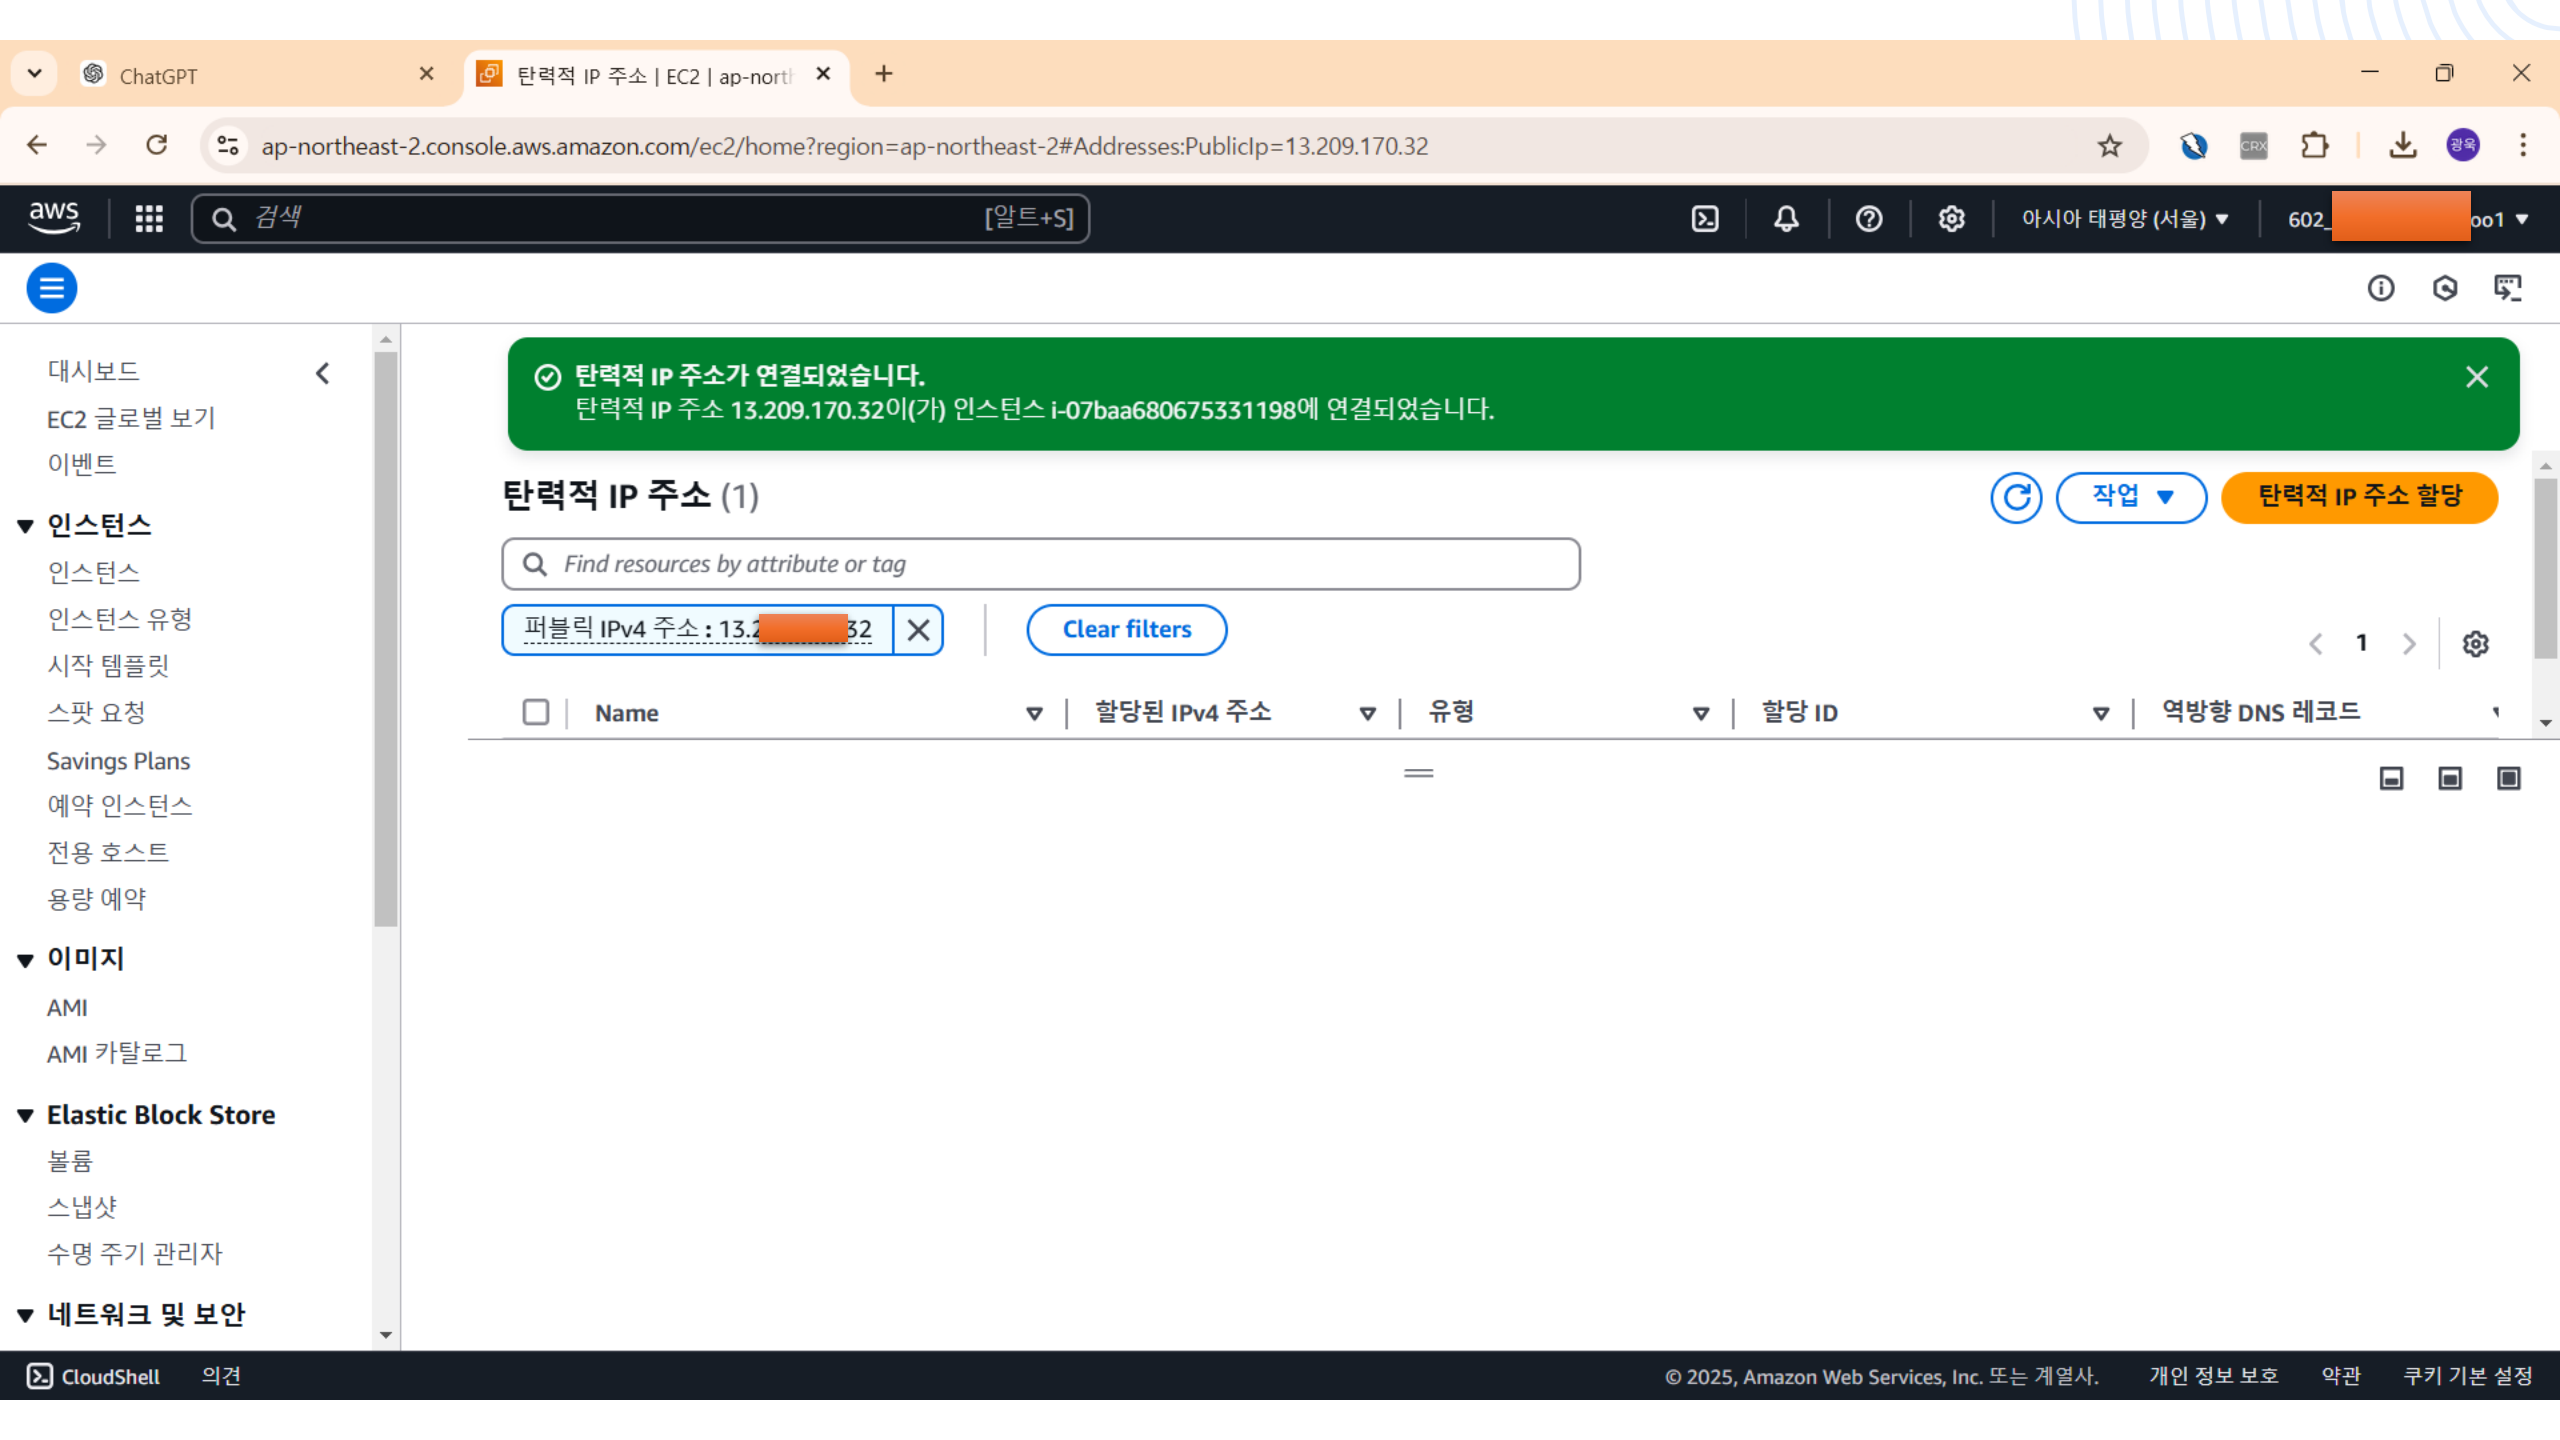 ChatGPT
탄력적 IP 주소 | EC2 | ap-north
ap-northeast-2.console.aws.amazon.com/ec2/home?region=ap-northeast-2#Addresses:PublicIp=13.209.170.32
CRX
광욱
aws
검색
[알트+S]
아시아 태평양 (서울)
602_
oo1
대시보드
EC2 글로벌 보기
이벤트
인스턴스
인스턴스
인스턴스 유형
시작 템플릿
스팟 요청
Savings Plans
예약 인스턴스
전용 호스트
용량 예약
이미지
AMI
AMI 카탈로그
Elastic Block Store
볼륨
스냅샷
수명 주기 관리자
네트워크 및 보안
탄력적 IP 주소가 연결되었습니다.
탄력적 IP 주소 13.209.170.32이(가) 인스턴스 i-07baa680675331198에 연결되었습니다.
탄력적 IP 주소 (1)
작업
탄력적 IP 주소 할당
Find resources by attribute or tag
퍼블릭 IPv4 주소 : 13.2 32
Clear filters
1
Name
할당된 IPv4 주소
유형
할당 ID
역방향 DNS 레코드
CloudShell
의견
© 2025, Amazon Web Services, Inc. 또는 계열사.
개인 정보 보호
약관
쿠키 기본 설정